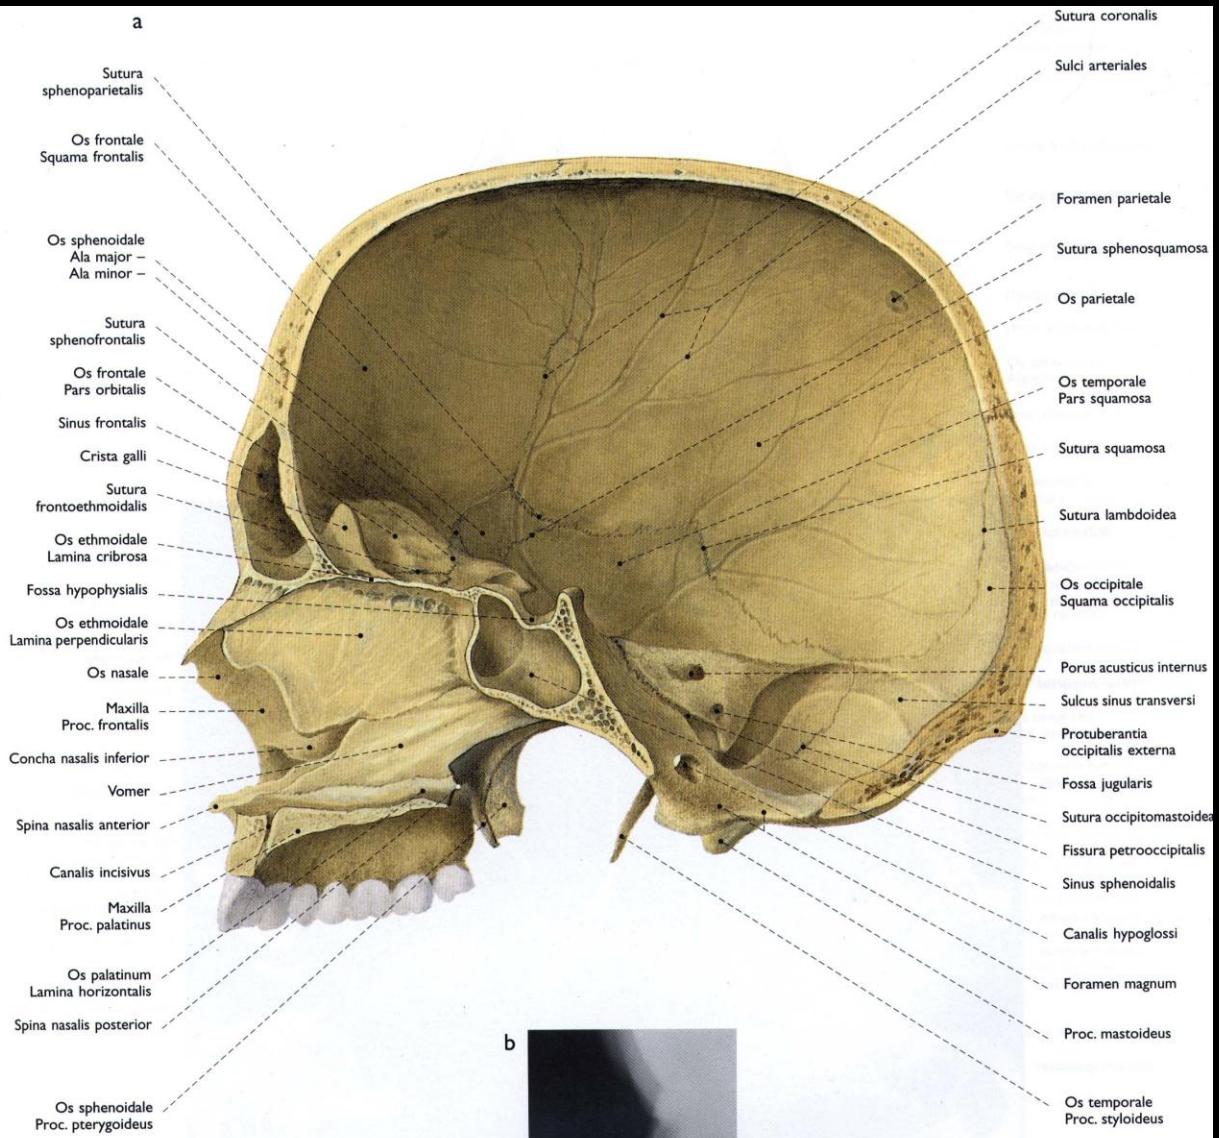 a
Sutura
sphenoparietalis
Os frontale
Squama frontalis
Os sphenoidale
Ala major –
Ala minor –
Sutura
sphenofrontalis
Os frontale
Pars orbitalis
Sinus frontalis
Crista galli
Sutura
frontoethmoidalis
Os ethmoidale
Lamina cribrosa
Fossa hypophysialis
Os ethmoidale
Lamina perpendicularis
Os nasale
Maxilla
Proc. frontalis
Concha nasalis inferior
Vomer
Spina nasalis anterior
Canalis incisivus
Maxilla
Proc. palatinus
Os palatinum
Lamina horizontalis
Spina nasalis posterior
Os sphenoidale
Proc. pterygoideus
Sutura coronalis
Sulci arteriales
Foramen parietale
Sutura sphenosquamosa
Os parietale
Os temporale
Pars squamosa
Sutura squamosa
Sutura lambdoidea
Os occipitale
Squama occipitalis
Porus acusticus internus
Sulcus sinus transversi
Protuberantia
occipitalis externa
Fossa jugularis
Sutura occipitomastoidea
Fissura petrooccipitalis
Sinus sphenoidalis
Canalis hypoglossi
Foramen magnum
Proc. mastoideus
Os temporale
Proc. styloideus
b